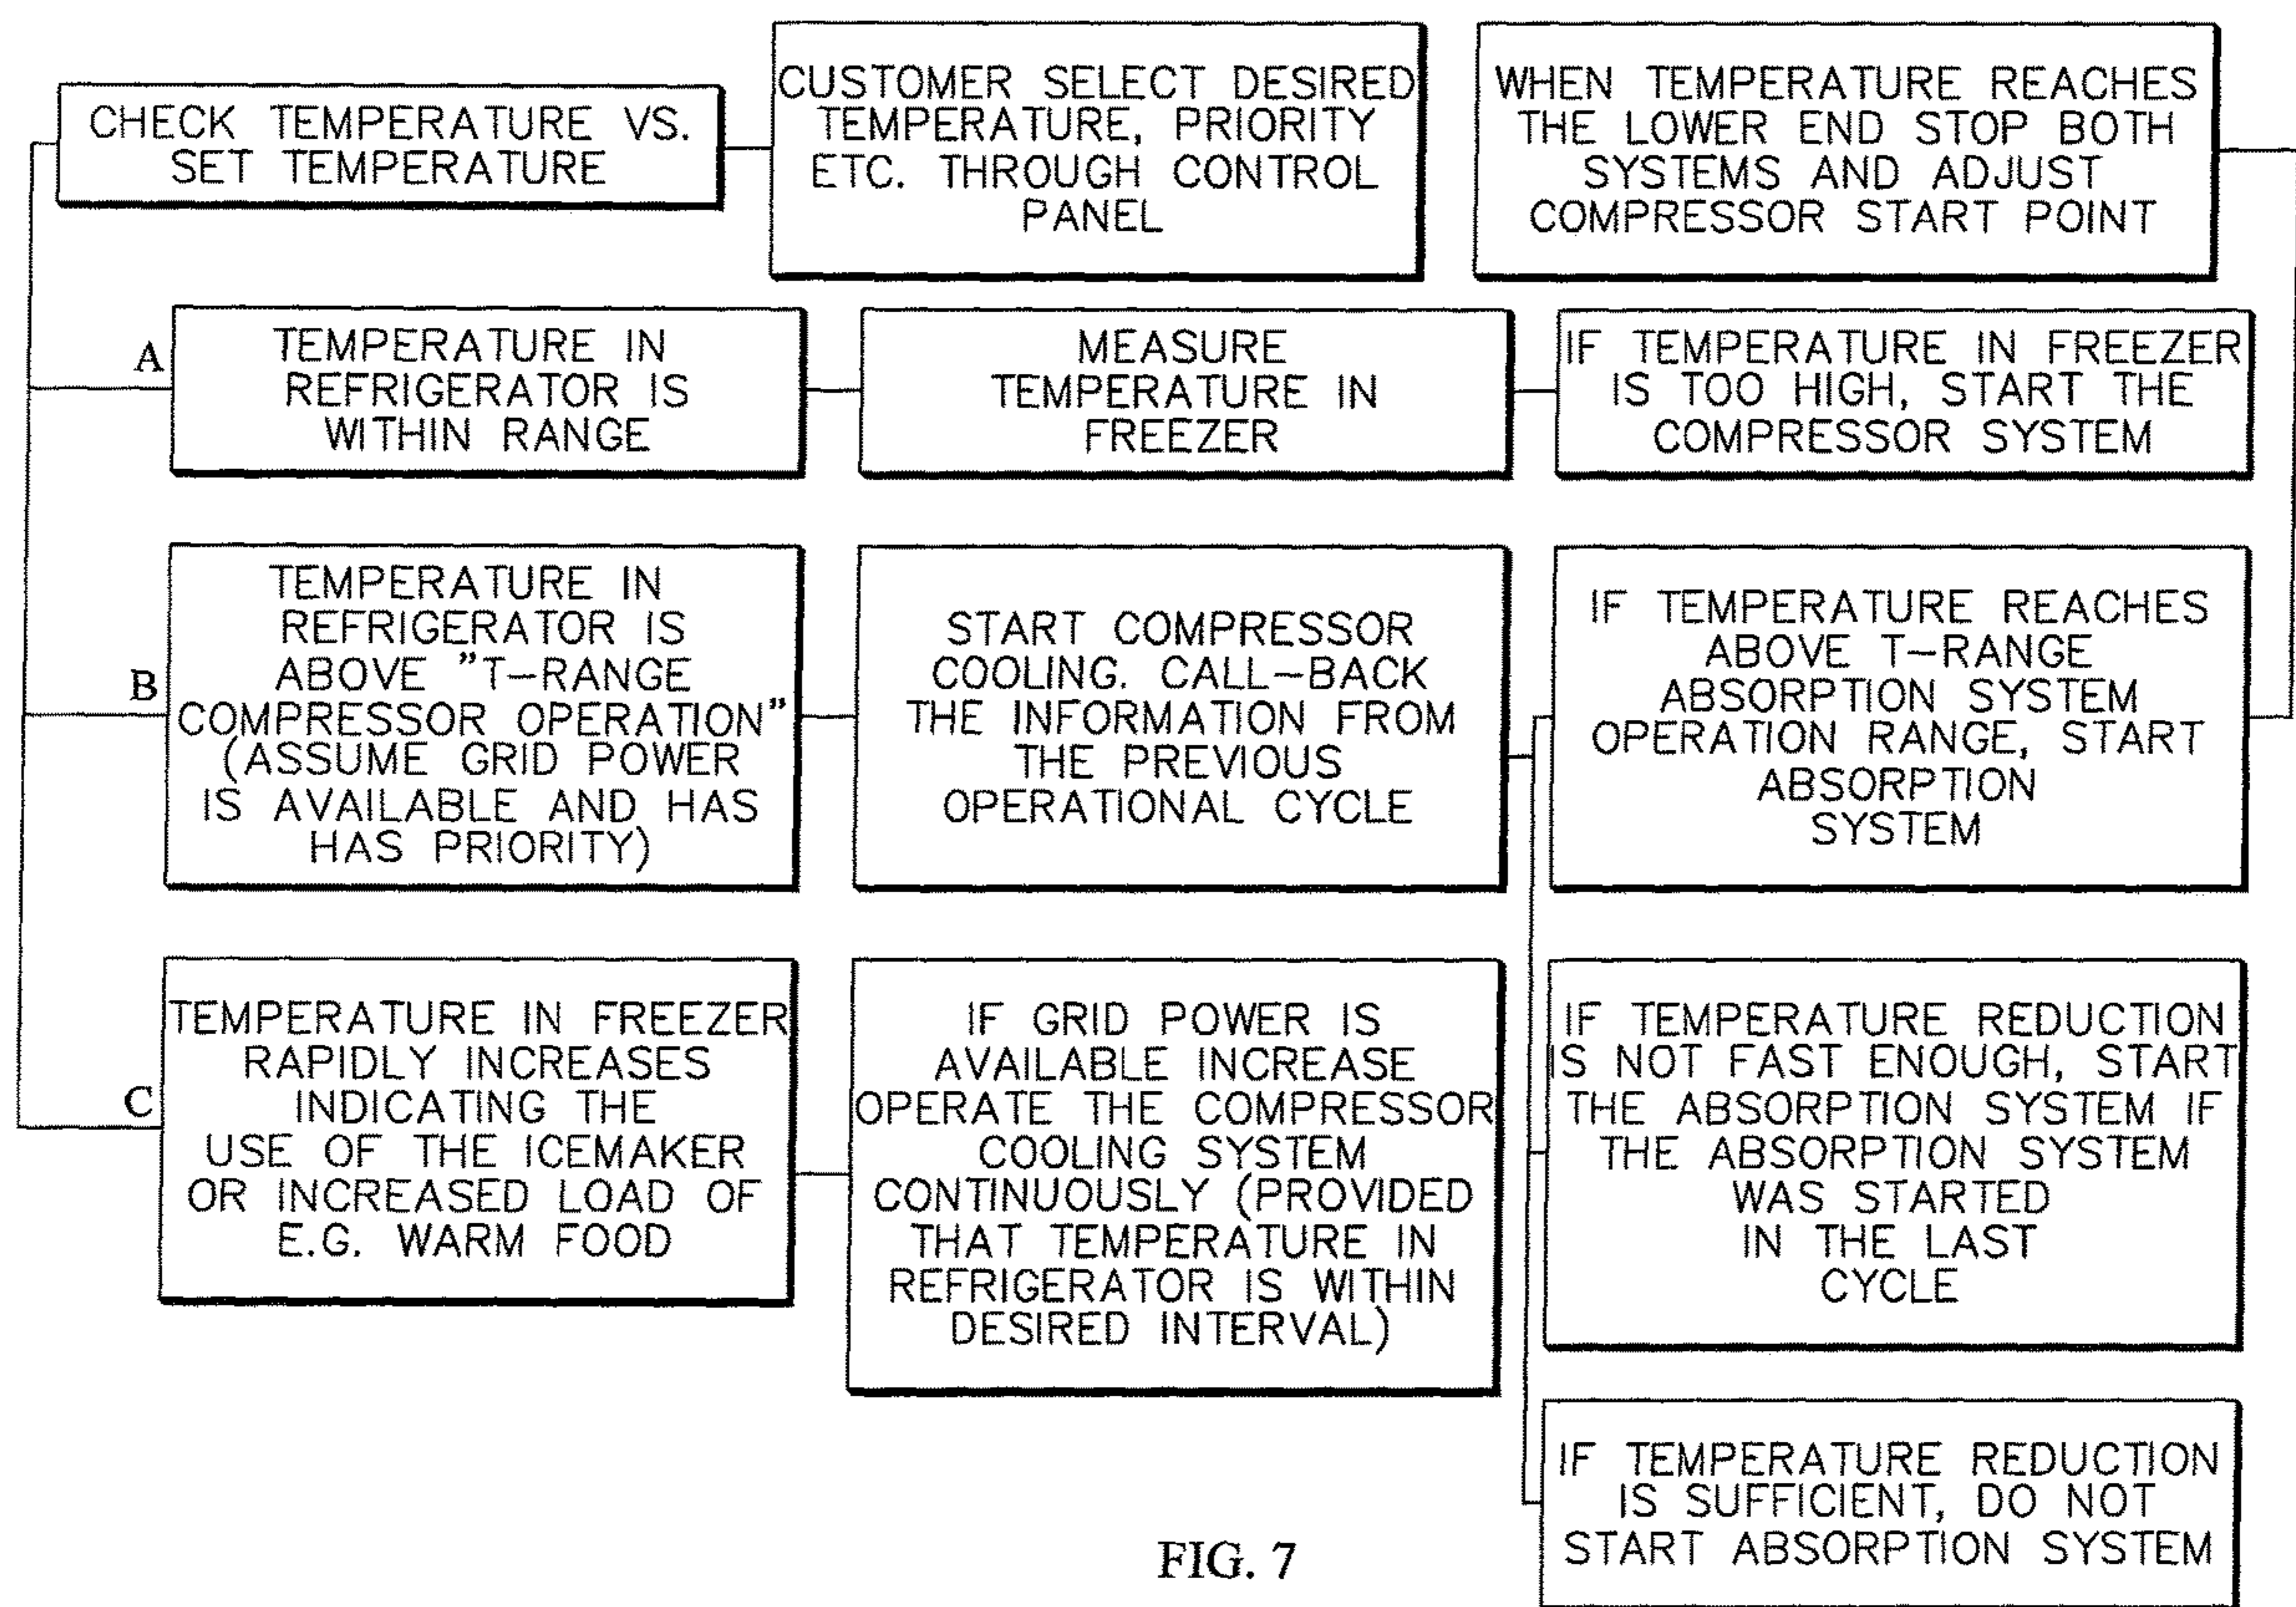 CHECK TEMPERATURE VS.
SET TEMPERATURE
CUSTOMER SELECT DESIRED
TEMPERATURE, PRIORITY
ETC. THROUGH CONTROL
PANEL
WHEN TEMPERATURE REACHES
THE LOWER END STOP BOTH
SYSTEMS AND ADJUST
COMPRESSOR START POINT
A
TEMPERATURE IN
REFRIGERATOR IS
WITHIN RANGE
MEASURE
TEMPERATURE IN
FREEZER
IF TEMPERATURE IN FREEZER
IS TOO HIGH, START THE
COMPRESSOR SYSTEM
B
TEMPERATURE IN
REFRIGERATOR IS
ABOVE "T-RANGE
COMPRESSOR OPERATION"
(ASSUME GRID POWER
IS AVAILABLE AND HAS
HAS PRIORITY)
START COMPRESSOR
COOLING. CALL-BACK
THE INFORMATION FROM
THE PREVIOUS
OPERATIONAL CYCLE
IF TEMPERATURE REACHES
ABOVE T-RANGE
ABSORPTION SYSTEM
OPERATION RANGE, START
ABSORPTION
SYSTEM
C
TEMPERATURE IN FREEZER
RAPIDLY INCREASES
INDICATING THE
USE OF THE ICEMAKER
OR INCREASED LOAD OF
E.G. WARM FOOD
IF GRID POWER IS
AVAILABLE INCREASE
OPERATE THE COMPRESSOR
COOLING SYSTEM
CONTINUOUSLY (PROVIDED
THAT TEMPERATURE IN
REFRIGERATOR IS WITHIN
DESIRED INTERVAL)
IF TEMPERATURE REDUCTION
IS NOT FAST ENOUGH, START
THE ABSORPTION SYSTEM IF
THE ABSORPTION SYSTEM
WAS STARTED
IN THE LAST
CYCLE
IF TEMPERATURE REDUCTION
IS SUFFICIENT, DO NOT
START ABSORPTION SYSTEM
FIG. 7